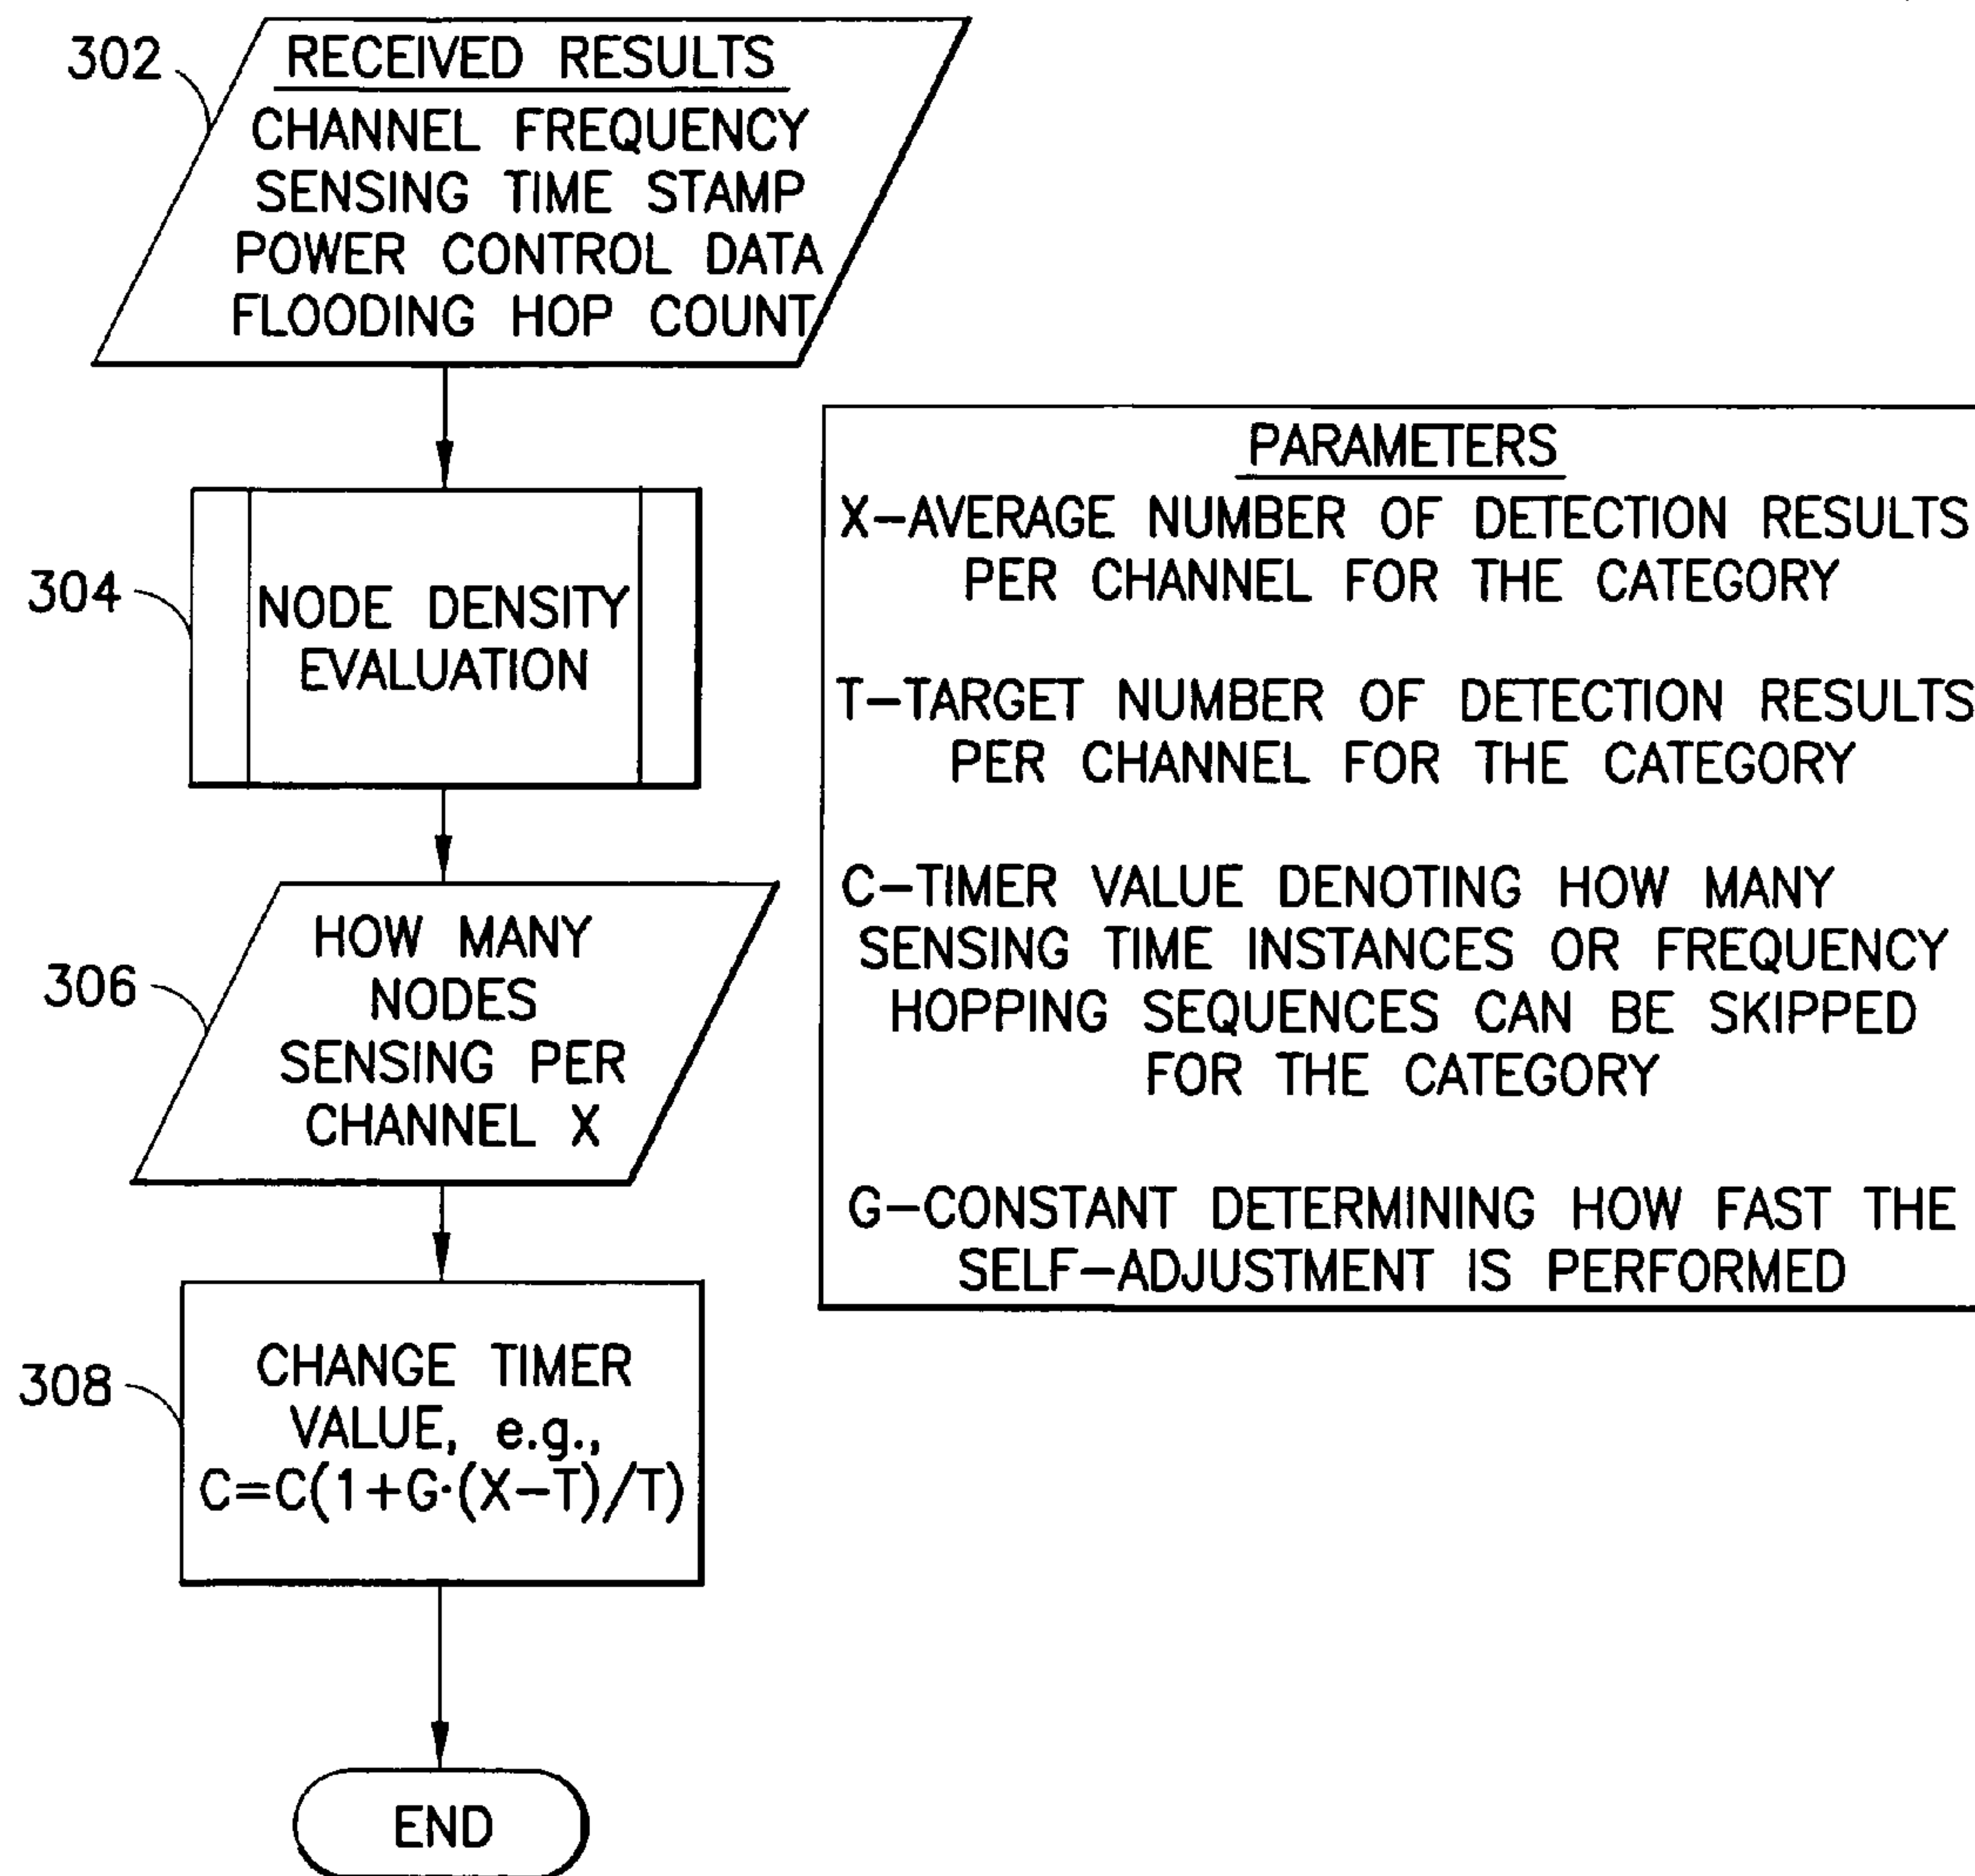 302
RECEIVED RESULTS
CHANNEL FREQUENCY
SENSING TIME STAMP
POWER CONTROL DATA
FLOODING HOP COUNT
304
NODE DENSITY
EVALUATION
306
HOW MANY
NODES
SENSING PER
CHANNEL X
308
CHANGE TIMER
VALUE, e.g.,
C=C(1+G·(X–T)/T)
END
PARAMETERS
X–AVERAGE NUMBER OF DETECTION RESULTS
PER CHANNEL FOR THE CATEGORY
T–TARGET NUMBER OF DETECTION RESULTS
PER CHANNEL FOR THE CATEGORY
C–TIMER VALUE DENOTING HOW MANY
SENSING TIME INSTANCES OR FREQUENCY
HOPPING SEQUENCES CAN BE SKIPPED
FOR THE CATEGORY
G–CONSTANT DETERMINING HOW FAST THE
SELF–ADJUSTMENT IS PERFORMED